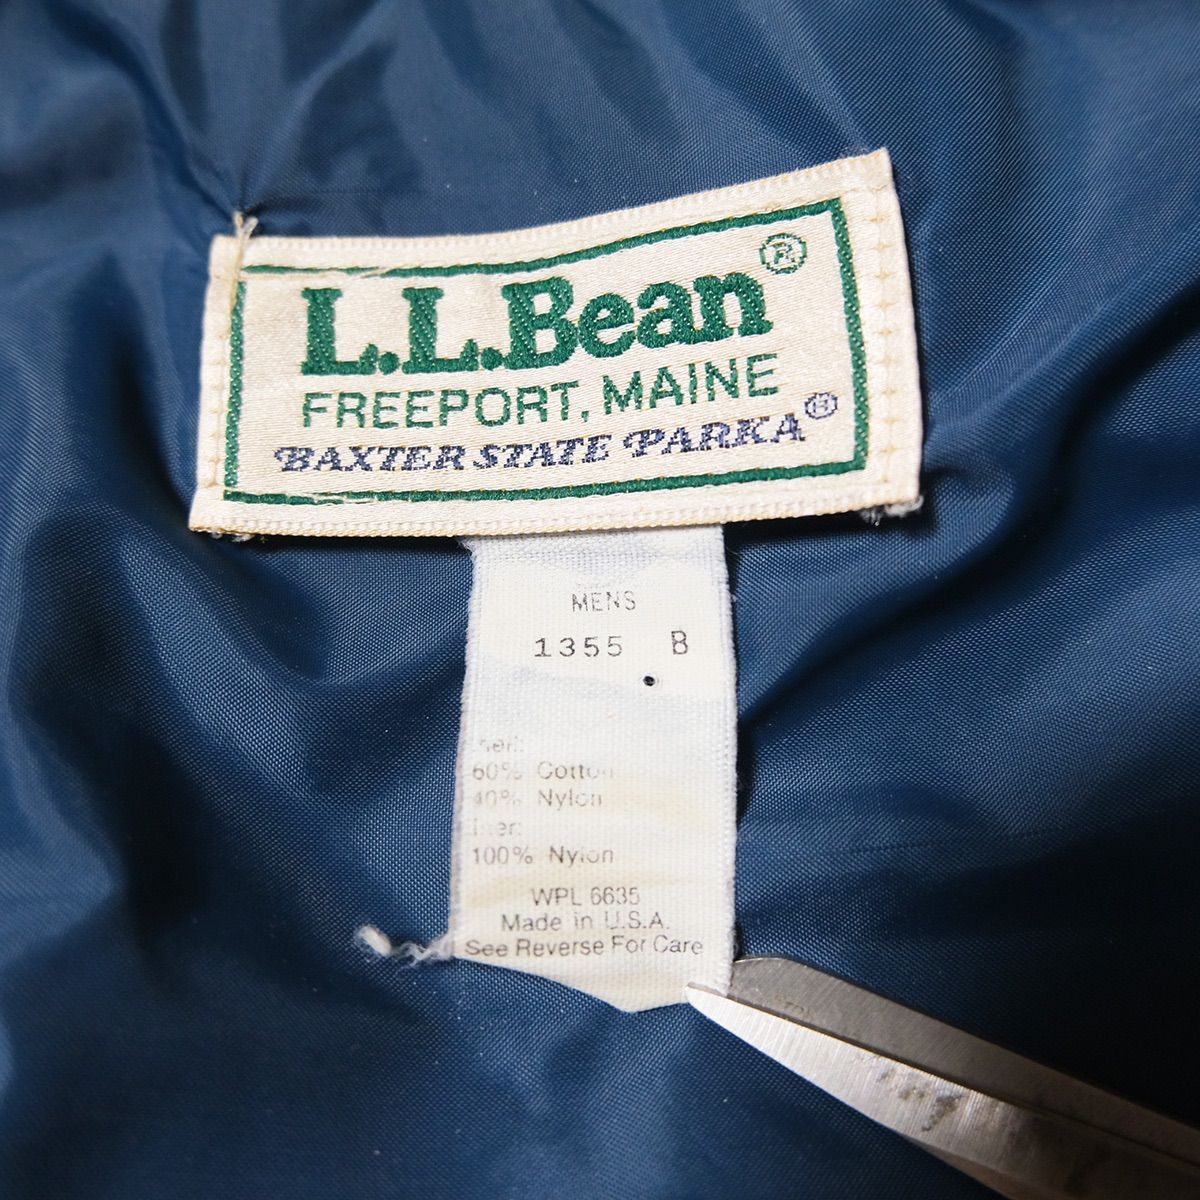 L.L.Bean®
FREEPORT, MAINE
BAXTER STATE PARKA®
MENS
1355 B
60% Cotton
40% Nylon
100% Nylon
WPL 6635
Made in U.S.A.
See Reverse For Care